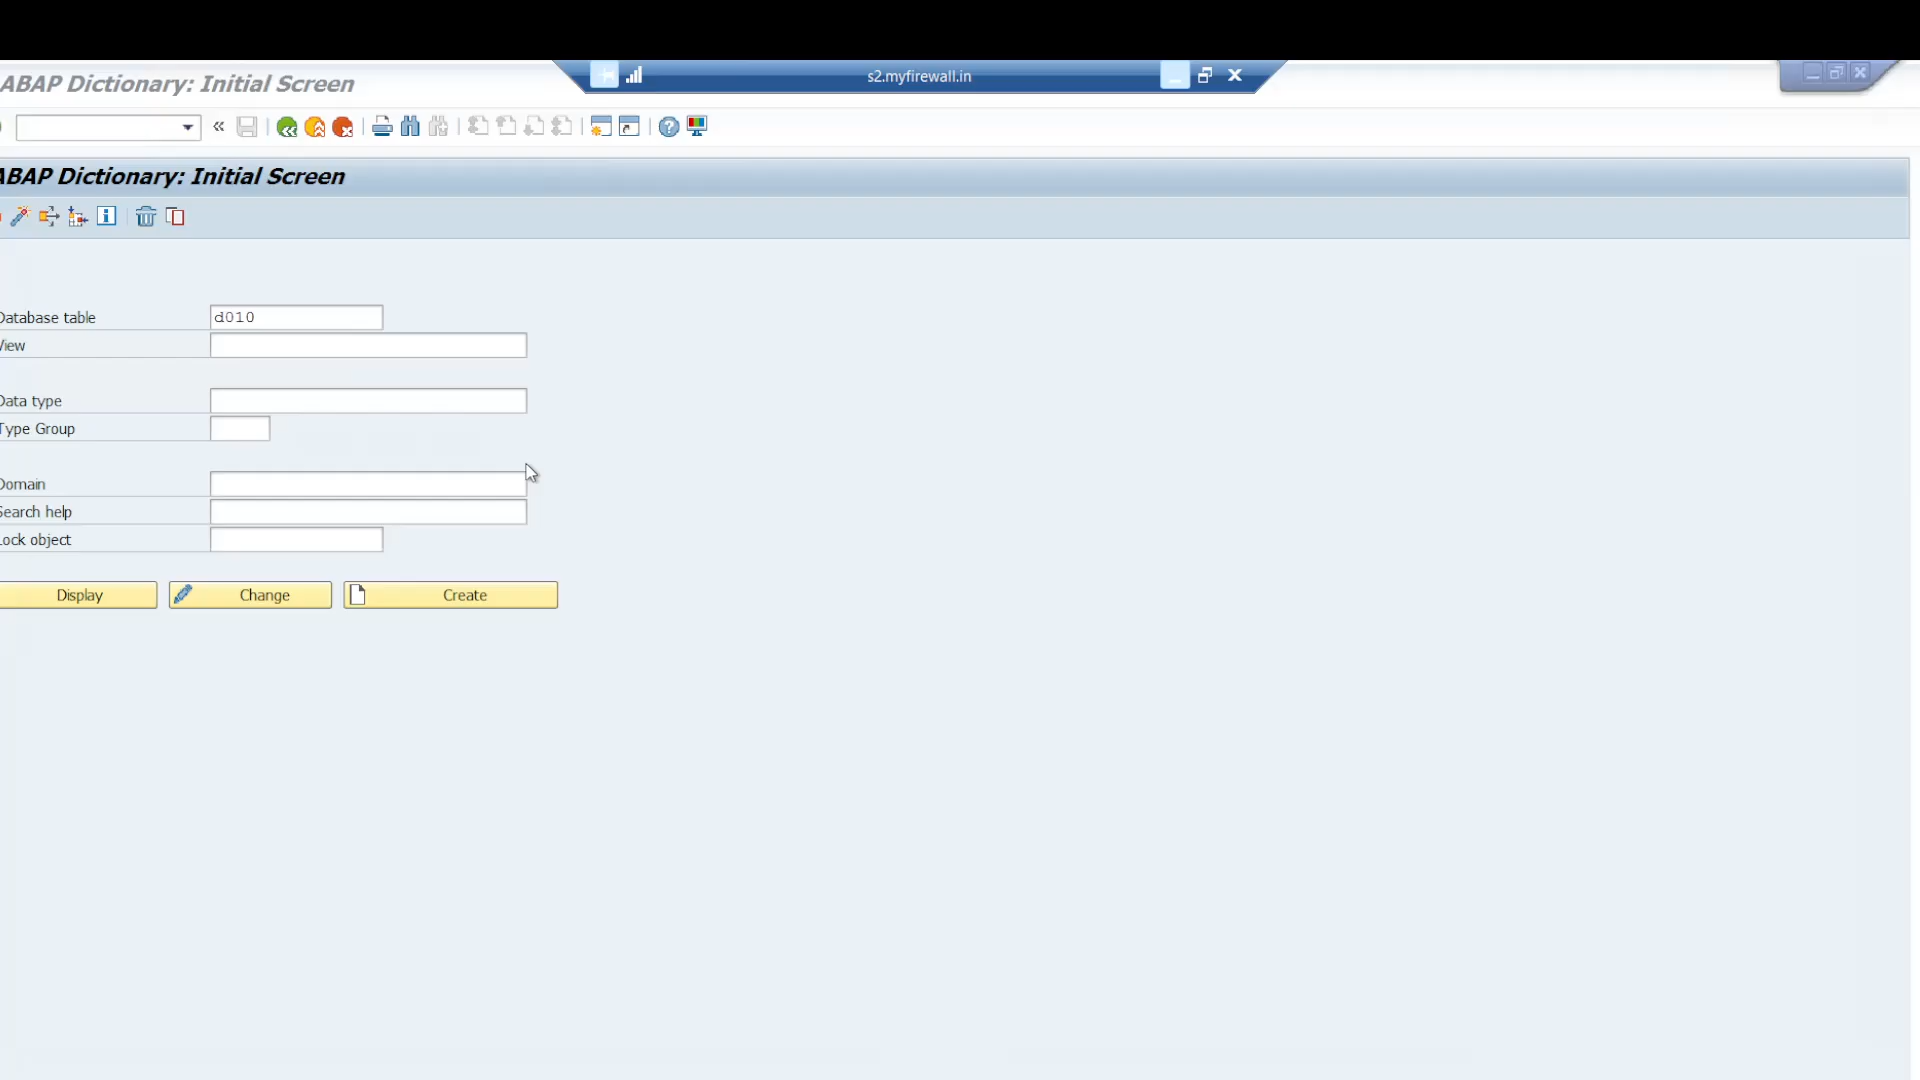 ABAP Dictionary: Initial Screen
s2.myfirewall.in
ABAP Dictionary: Initial Screen
Database table d010
View
Data type
Type Group
Domain
Search help
Lock object
Display Change Create